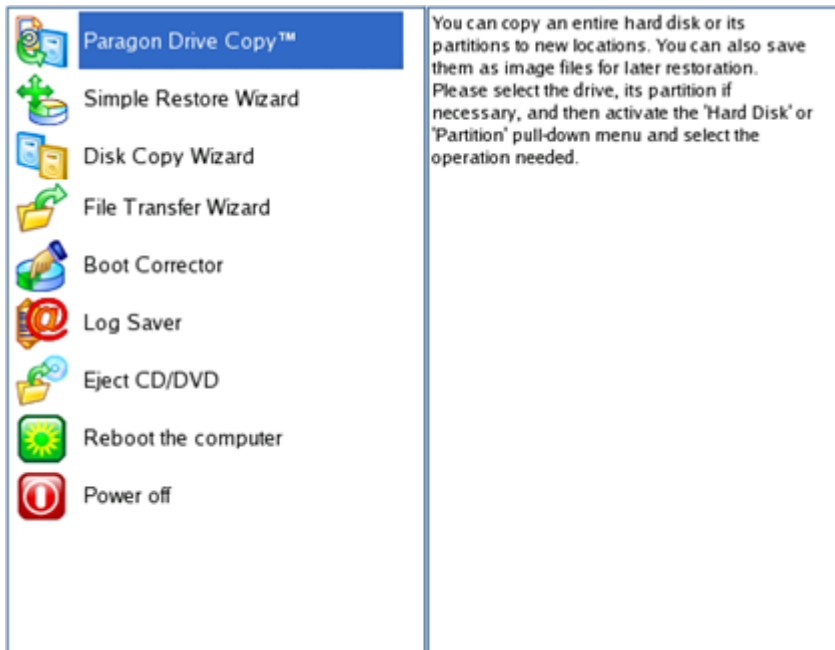 Paragon Drive Copy™
Simple Restore Wizard
Disk Copy Wizard
File Transfer Wizard
Boot Corrector
Log Saver
Eject CD/DVD
Reboot the computer
Power off
You can copy an entire hard disk or its
partitions to new locations. You can also save
them as image files for later restoration.
Please select the drive, its partition if
necessary, and then activate the 'Hard Disk' or
'Partition' pull-down menu and select the
operation needed.